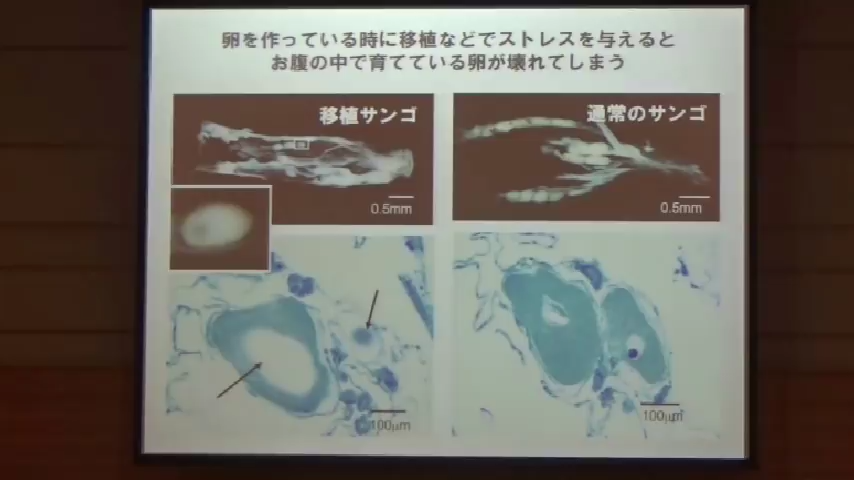 卵を作っている時に移植などでストレスを与えると
お腹の中で育てている卵が壊れてしまう
移植サンゴ
通常のサンゴ
0.5mm
0.5mm
100μm
100μm